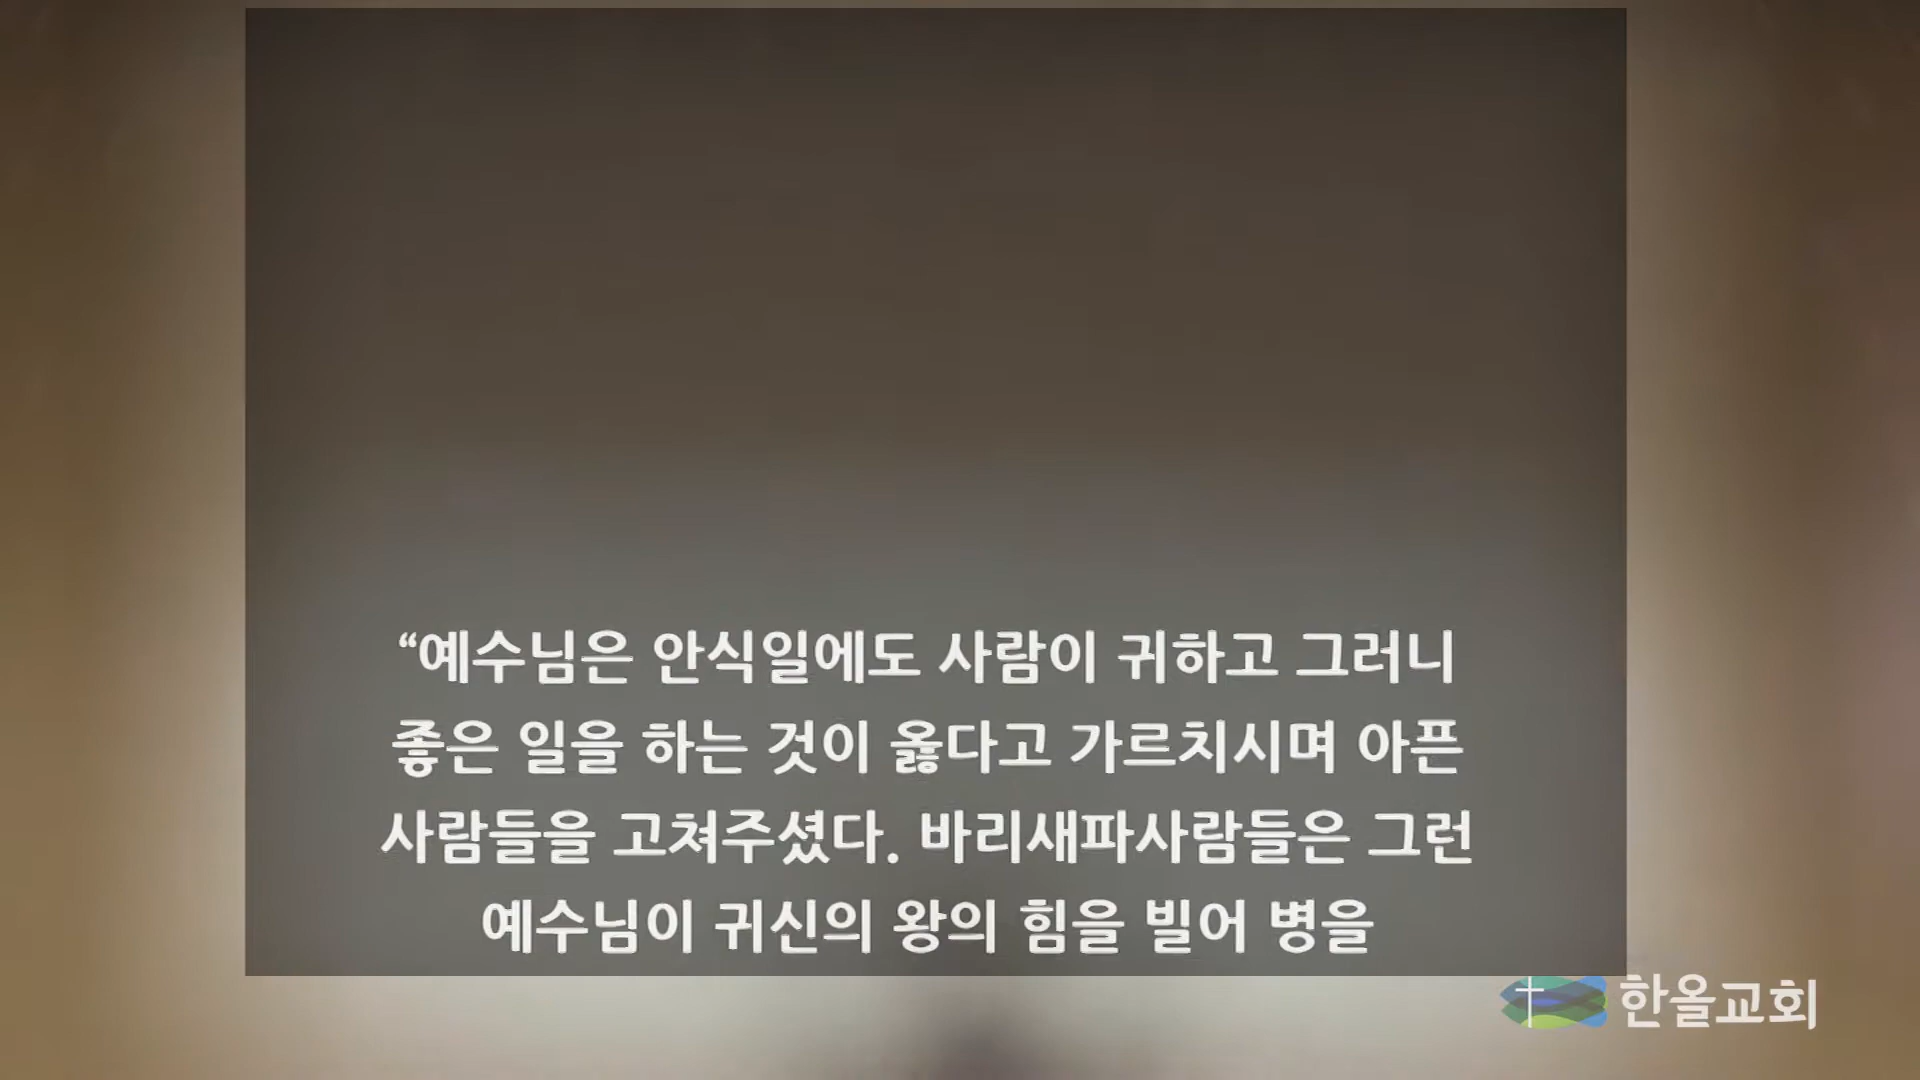 “예수님은 안식일에도 사람이 귀하고 그러니
좋은 일을 하는 것이 옳다고 가르치시며 아픈
사람들을 고쳐주셨다. 바리새파사람들은 그런
예수님이 귀신의 왕의 힘을 빌어 병을
한올교회